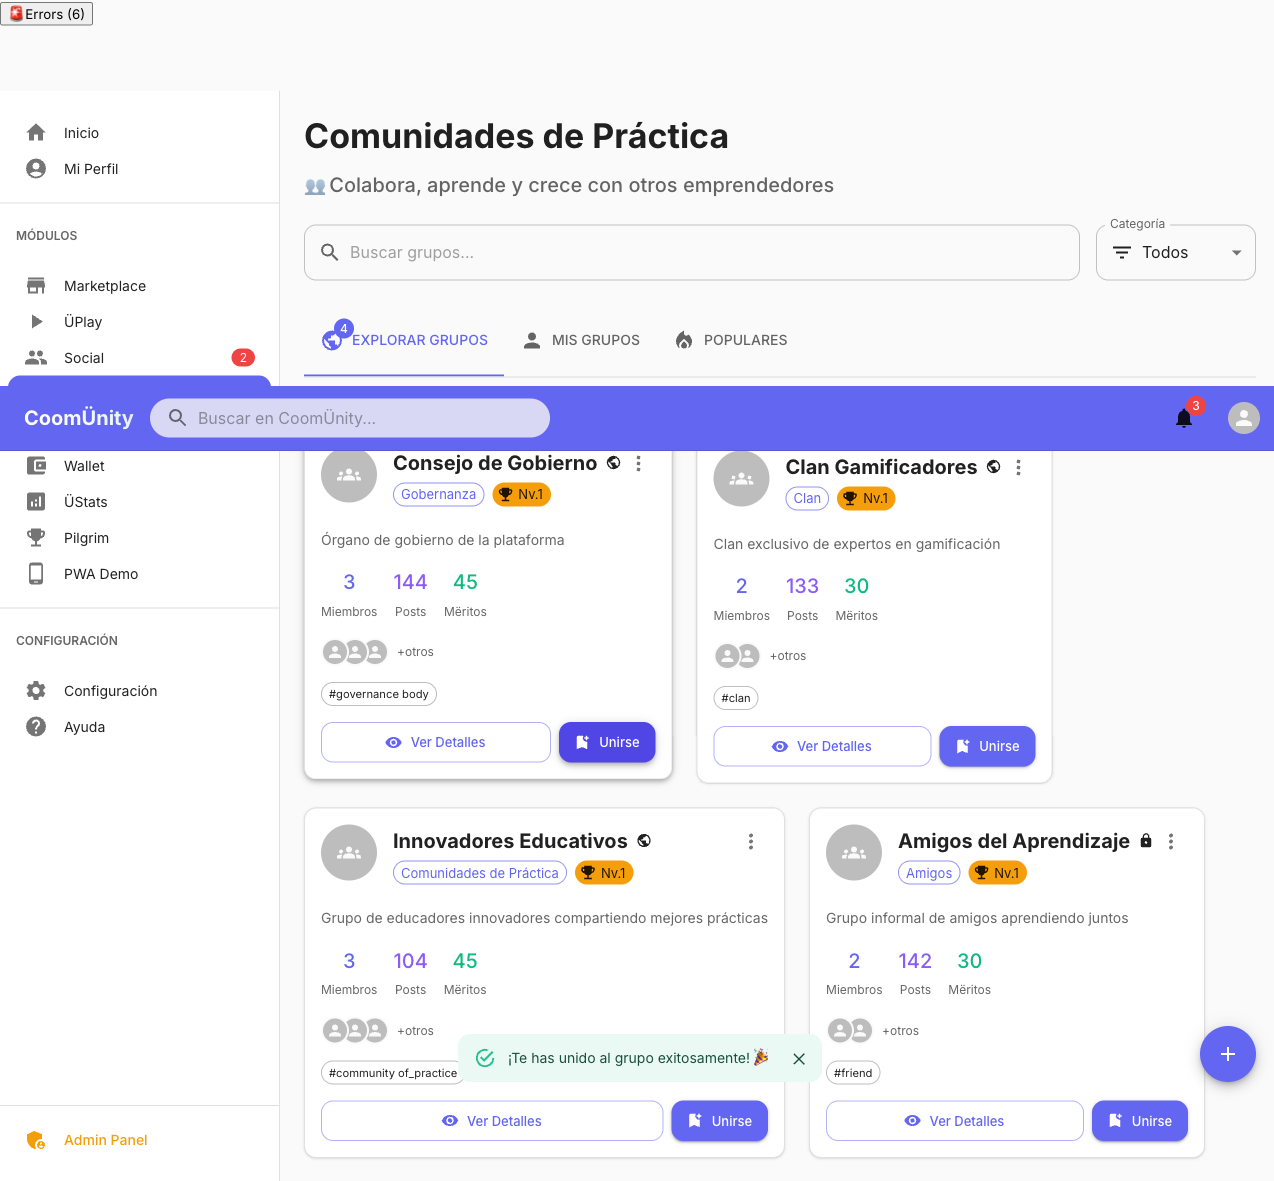 Errors (6)
Inicio
Mi Perfil
MÓDULOS
Marketplace
ÜPlay
Social 2
Comunidades de Práctica
Colabora, aprende y crece con otros emprendedores
Buscar grupos...
Categoría
Todos
4
EXPLORAR GRUPOS
MIS GRUPOS
POPULARES
CoomÜnity
Buscar en CoomÜnity...
3
Wallet
ÜStats
Pilgrim
PWA Demo
CONFIGURACIÓN
Configuración
Ayuda
Admin Panel
Consejo de Gobierno
Gobernanza Nv.1
Órgano de gobierno de la plataforma
3 144 45
Miembros Posts Mëritos
+otros
#governance body
Ver Detalles Unirse
Clan Gamificadores
Clan Nv.1
Clan exclusivo de expertos en gamificación
2 133 30
Miembros Posts Mëritos
+otros
#clan
Ver Detalles Unirse
Innovadores Educativos
Comunidades de Práctica Nv.1
Grupo de educadores innovadores compartiendo mejores prácticas
3 104 45
Miembros Posts Mëritos
+otros
#community of_practice
Ver Detalles Unirse
Amigos del Aprendizaje
Amigos Nv.1
Grupo informal de amigos aprendiendo juntos
2 142 30
Miembros Posts Mëritos
+otros
#friend
Ver Detalles Unirse
¡Te has unido al grupo exitosamente!